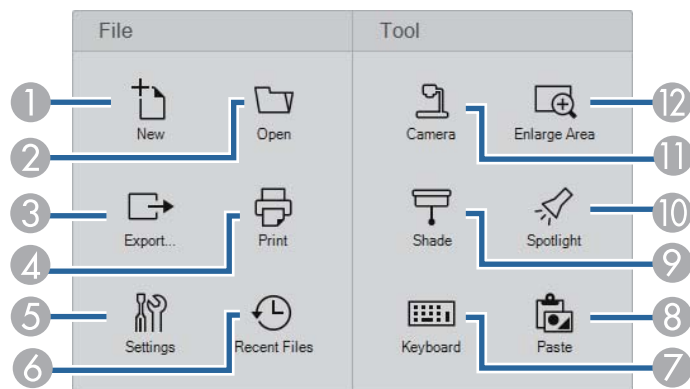 File Tool
1 New Open Camera Enlarge Area 12
2 11
3 Export... Print Shade Spotlight 10
4 9
5 Settings Recent Files Keyboard Paste 8
6 7